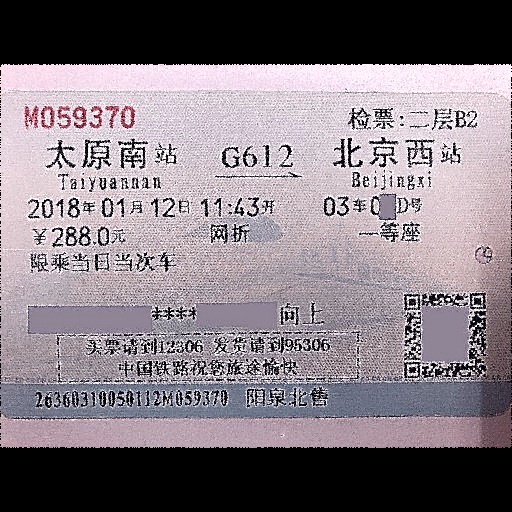 M059370 检票:二层B2
太原南站 G612 北京西站
Taiyuannan Beijingxi
2018年01月12日 11:43开 03车0 D号
￥288.0元 网折 一等座
限乘当日当次车
****
买票请到12306 发货请到95306
中国铁路祝您旅途愉快
26360310050112M059370 阳泉北售